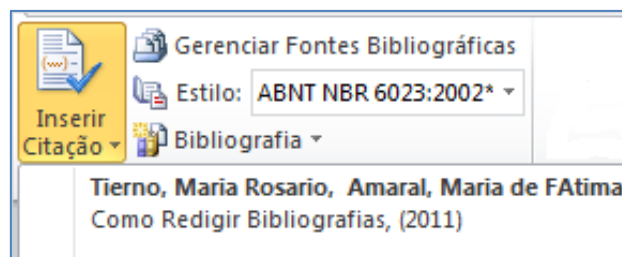 Gerenciar Fontes Bibliográficas
Estilo: ABNT NBR 6023:2002*
Inserir
Citação
Bibliografia
Tierno, Maria Rosario, Amaral, Maria de FAtima
Como Redigir Bibliografias, (2011)